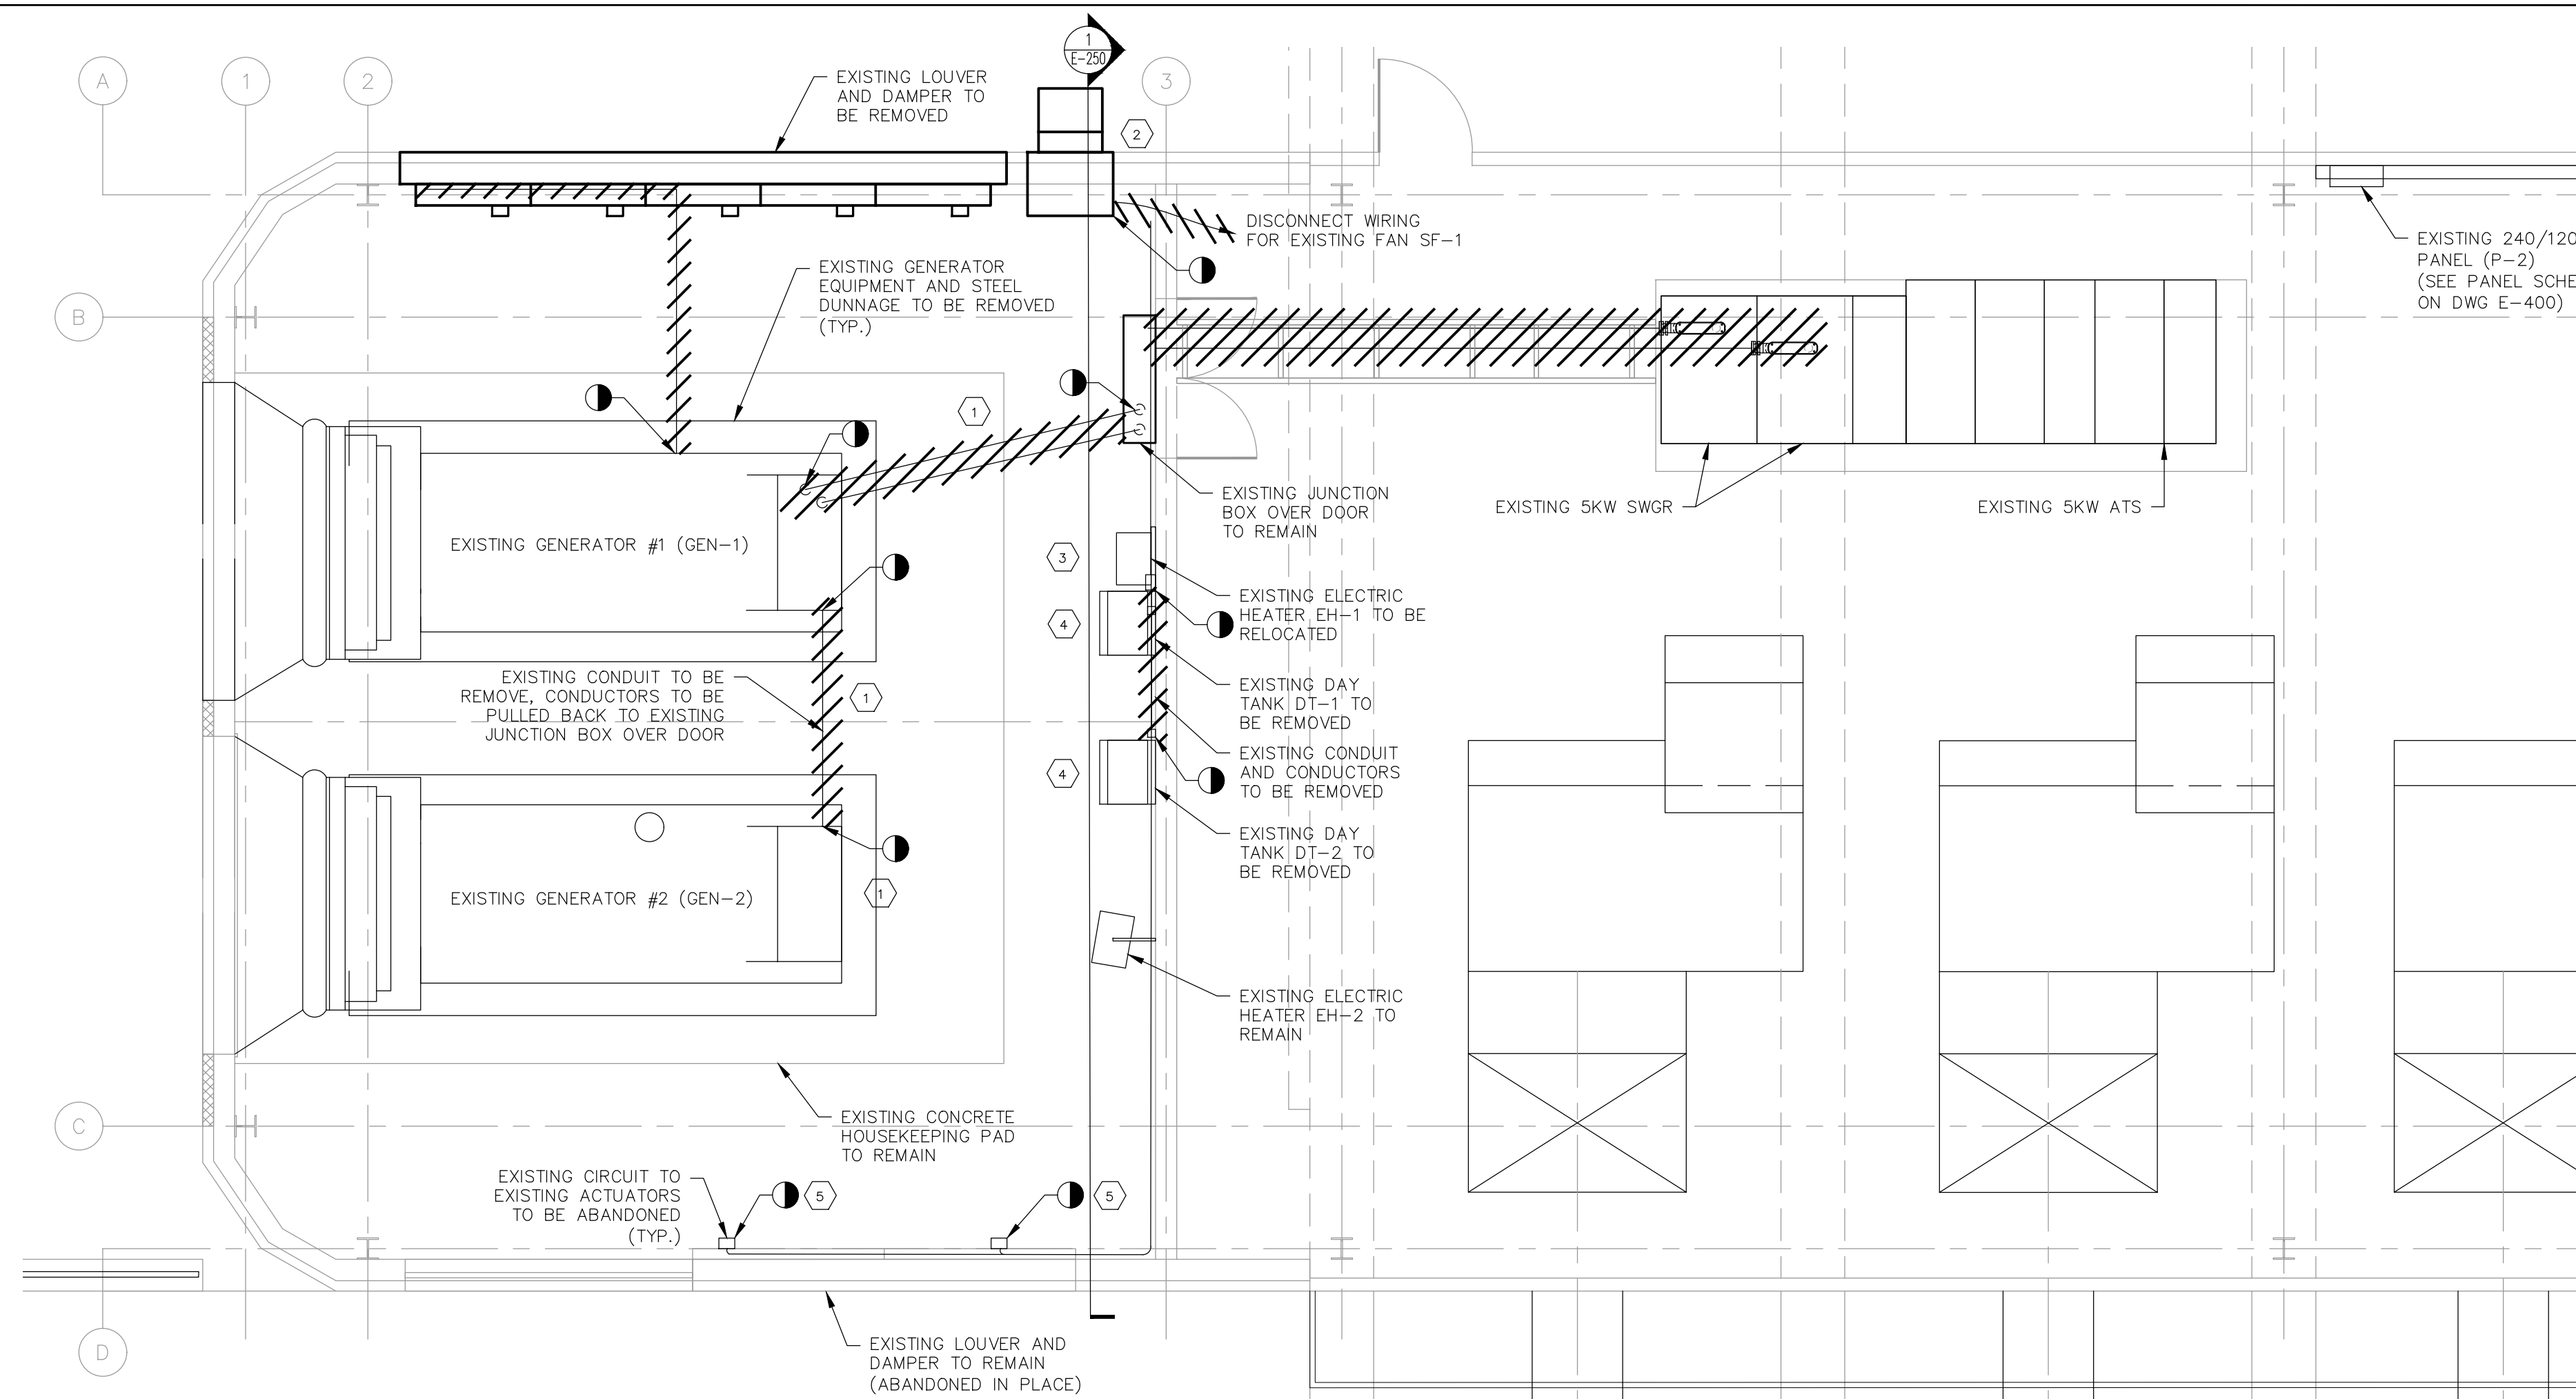 1
E-250
A
1
2
3
EXISTING LOUVER
AND DAMPER TO
BE REMOVED
2
DISCONNECT WIRING
FOR EXISTING FAN SF-1
EXISTING 240/120
PANEL (P-2)
(SEE PANEL SCHE
ON DWG E-400)
B
EXISTING GENERATOR
EQUIPMENT AND STEEL
DUNNAGE TO BE REMOVED
(TYP.)
1
EXISTING JUNCTION
BOX OVER DOOR
TO REMAIN
EXISTING 5KW SWGR
EXISTING 5KW ATS
EXISTING GENERATOR #1 (GEN-1)
3
EXISTING ELECTRIC
HEATER EH-1 TO BE
RELOCATED
4
EXISTING CONDUIT TO BE
REMOVE, CONDUCTORS TO BE
PULLED BACK TO EXISTING
JUNCTION BOX OVER DOOR
1
EXISTING DAY
TANK DT-1 TO
BE REMOVED
EXISTING CONDUIT
AND CONDUCTORS
TO BE REMOVED
4
EXISTING DAY
TANK DT-2 TO
BE REMOVED
EXISTING GENERATOR #2 (GEN-2)
1
EXISTING ELECTRIC
HEATER EH-2 TO
REMAIN
C
EXISTING CONCRETE
HOUSEKEEPING PAD
TO REMAIN
EXISTING CIRCUIT TO
EXISTING ACTUATORS
TO BE ABANDONED
(TYP.)
5
5
D
EXISTING LOUVER AND
DAMPER TO REMAIN
(ABANDONED IN PLACE)